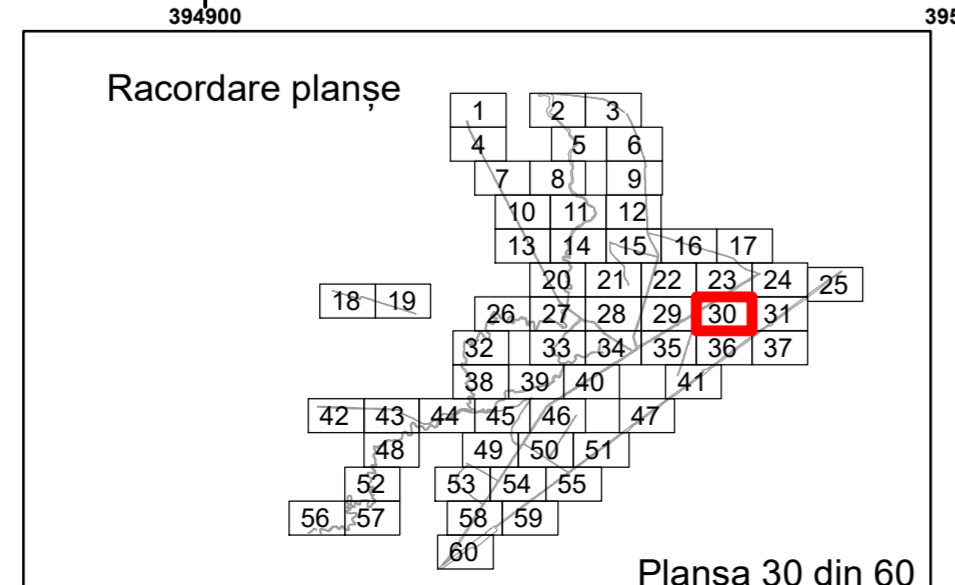 394900 395
Racordare planșe
1 2 3
4 5 6
7 8 9
10 11 12
13 14 15 16 17
20 21 22 23 24 25
18 19
26 27 28 29 30 31
32 33 34 35 36 37
38 39 40 41
42 43 44 45 46 47
48 49 50 51
52 53 54 55
56 57 58 59
60
Plansa 30 din 60